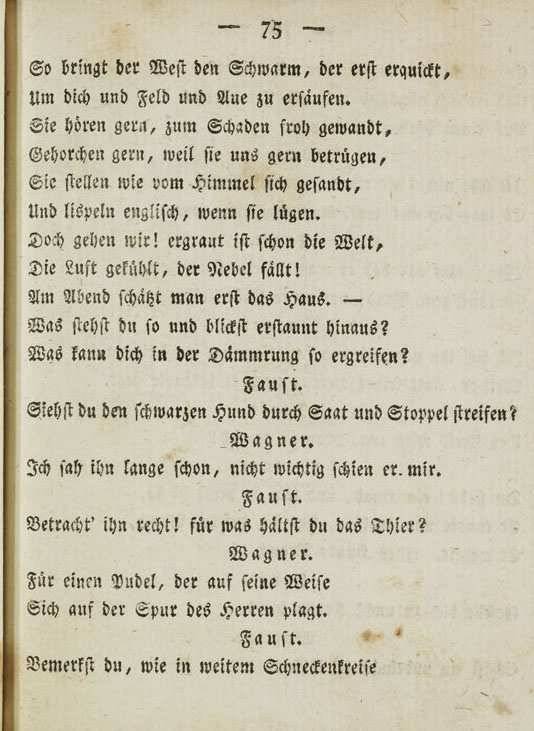 — 75 —
So bringt der West den Schwarm, der erst erquickt,
Um dich und Feld und Aue zu ersäufen.
Sie hören gern, zum Schaden froh gewandt,
Gehorchen gern, weil sie uns gern betrügen,
Sie stellen wie vom Himmel sich gesandt,
Und lispeln englisch, wenn sie lügen.
Doch gehen wir! ergraut ist schon die Welt,
Die Luft gekühlt, der Nebel fällt!
Am Abend schätzt man erst das Haus. —
Was stehst du so und blickst erstaunt hinaus?
Was kann dich in der Dämmrung so ergreifen?
Faust.
Siehst du den schwarzen Hund durch Saat und Stoppel streifen?
Wagner.
Ich sah ihn lange schon, nicht wichtig schien er mir.
Faust.
Betracht' ihn recht! für was hältst du das Thier?
Wagner.
Für einen Pudel, der auf seine Weise
Sich auf der Spur des Herren plagt.
Faust.
Bemerkst du, wie in weitem Schneckenkreise